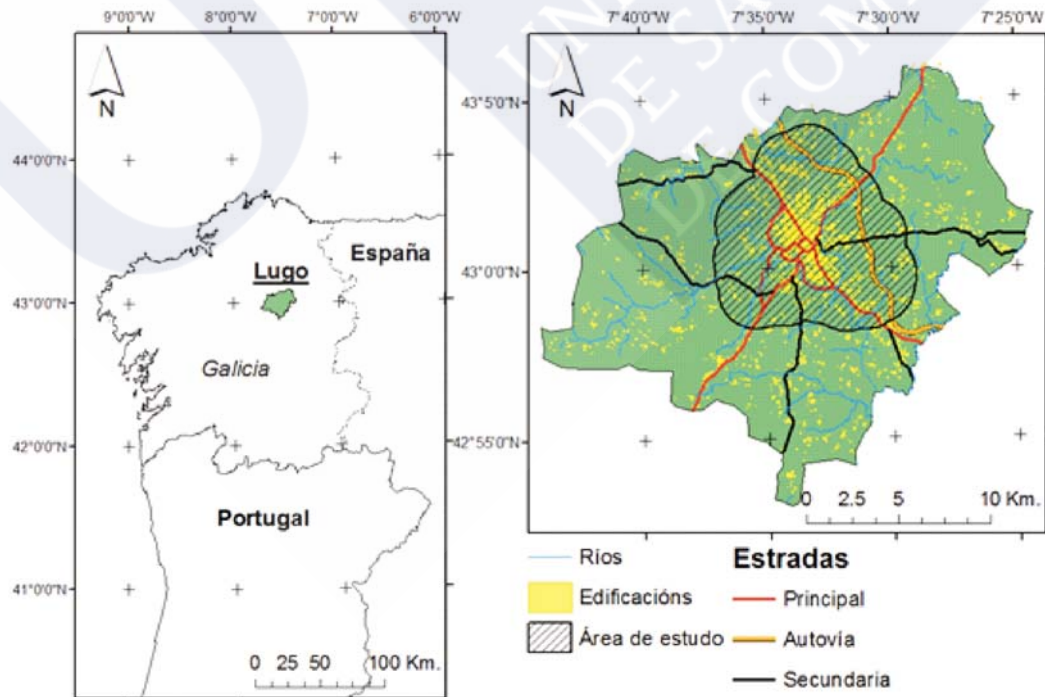 9°0'0"W 8°0'0"W 7°0'0"W 6°0'0"W
N
44°0'0"N
43°0'0"N
42°0'0"N
41°0'0"N
España
Lugo
Galicia
Portugal
0 25 50 100 Km.
7°40'0"W 7°35'0"W 7°30'0"W 7°25'0"W
N
43°5'0"N
43°0'0"N
42°55'0"N
0 2.5 5 10 Km.
Ríos
Edificacións
Área de estudo
Estradas
Principal
Autovía
Secundaria